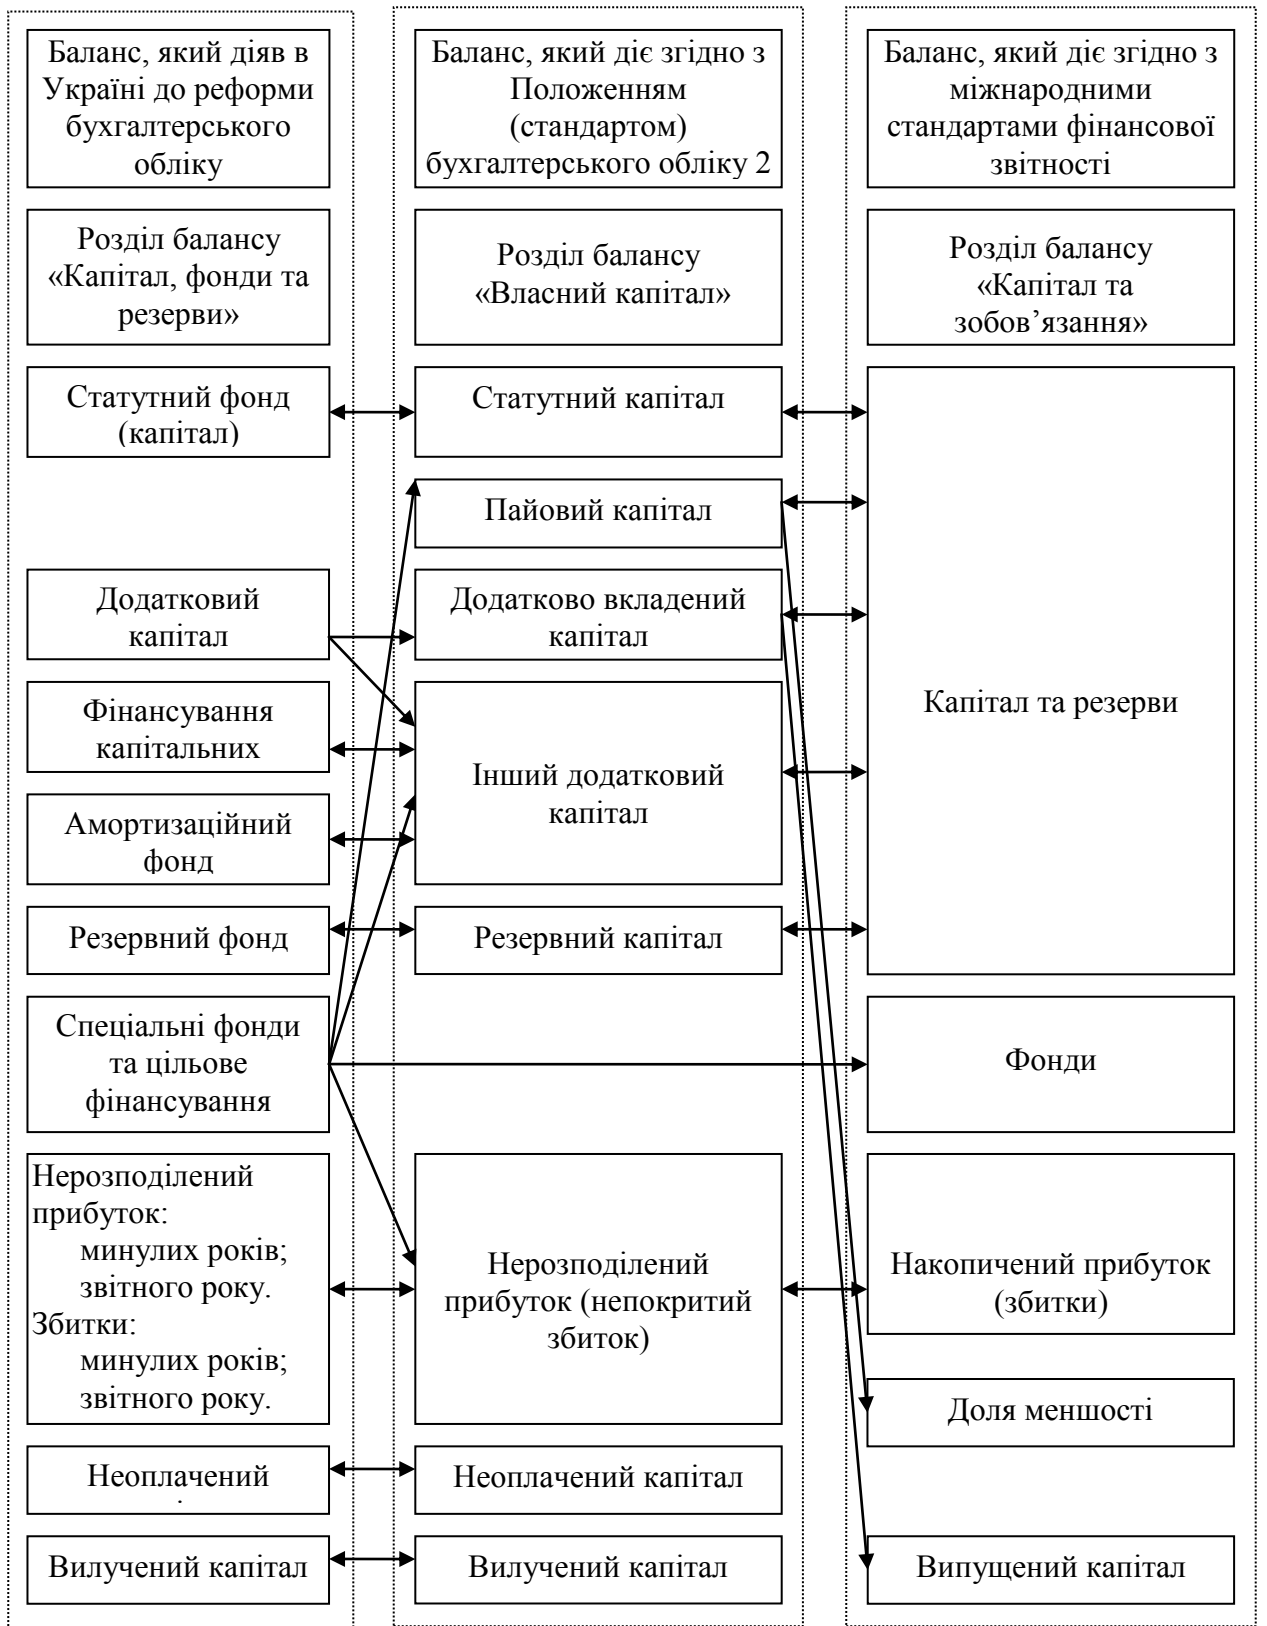 Баланс, який діяв в
Україні до реформи
бухгалтерського
обліку
Баланс, який діє згідно з
Положенням
(стандартом)
бухгалтерського обліку 2
Баланс, який діє згідно з
міжнародними
стандартами фінансової
звітності
Розділ балансу
«Капітал, фонди та
резерви»
Розділ балансу
«Власний капітал»
Розділ балансу
«Капітал та
зобов’язання»
Статутний фонд
(капітал)
Статутний капітал
Пайовий капітал
Додатковий
капітал
Додатково вкладений
капітал
Фінансування
капітальних
Інший додатковий
капітал
Капітал та резерви
Амортизаційний
фонд
Резервний фонд
Резервний капітал
Спеціальні фонди
та цільове
фінансування
Фонди
Нерозподілений
прибуток:
минулих років;
звітного року.
Збитки:
минулих років;
звітного року.
Нерозподілений
прибуток (непокритий
збиток)
Накопичений прибуток
(збитки)
Доля меншості
Неоплачений
Неоплачений капітал
Вилучений капітал
Вилучений капітал
Випущений капітал